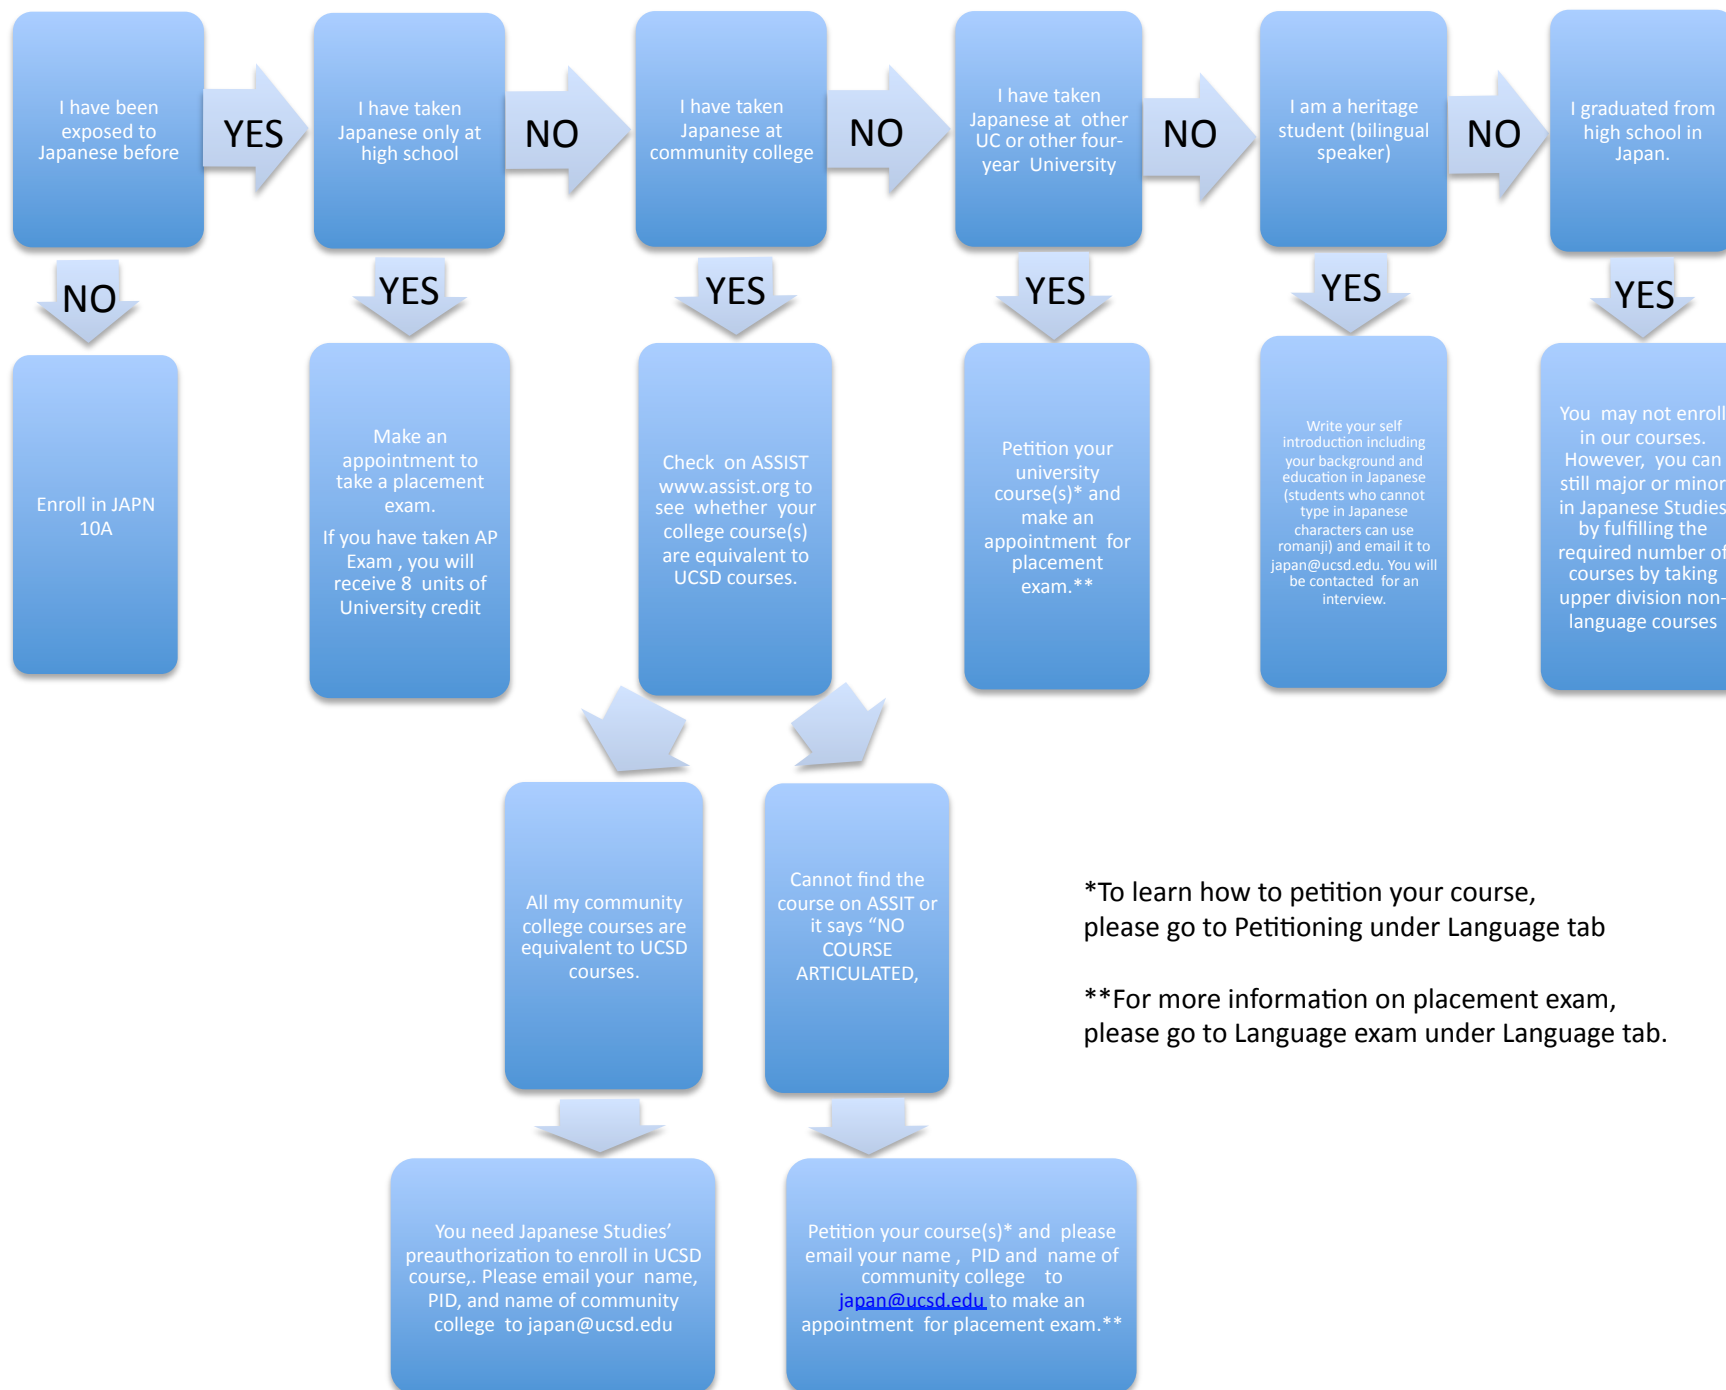 I have been
exposed to
Japanese before
YES
I have taken
Japanese only at
high school
NO
I have taken
Japanese at
community college
NO
I have taken
Japanese at other
UC or other four-
year University
NO
I am a heritage
student (bilingual
speaker)
NO
I graduated from
high school in
Japan.
NO
YES
YES
YES
YES
YES
Enroll in JAPN
10A
Make an
appointment to
take a placement
exam.
If you have taken AP
Exam , you will
receive 8 units of
University credit
Check on ASSIST
www.assist.org to
see whether your
college course(s)
are equivalent to
UCSD courses.
Petition your
university
course(s)* and
make an
appointment for
placement
exam.**
Write your self
introduction including
your background and
education in Japanese
(students who cannot
type in Japanese
characters can use
romanji) and email it to
japan@ucsd.edu. You will
be contacted for an
interview.
You may not enroll
in our courses.
However, you can
still major or minor
in Japanese Studies
by fulfilling the
required number of
courses by taking
upper division non-
language courses
All my community
college courses are
equivalent to UCSD
courses.
Cannot find the
course on ASSIT or
it says “NO
COURSE
ARTICULATED,
*To learn how to petition your course,
please go to Petitioning under Language tab
**For more information on placement exam,
please go to Language exam under Language tab.
You need Japanese Studies’
preauthorization to enroll in UCSD
course,. Please email your name,
PID, and name of community
college to japan@ucsd.edu
Petition your course(s)* and please
email your name , PID and name of
community college to
japan@ucsd.edu to make an
appointment for placement exam.**